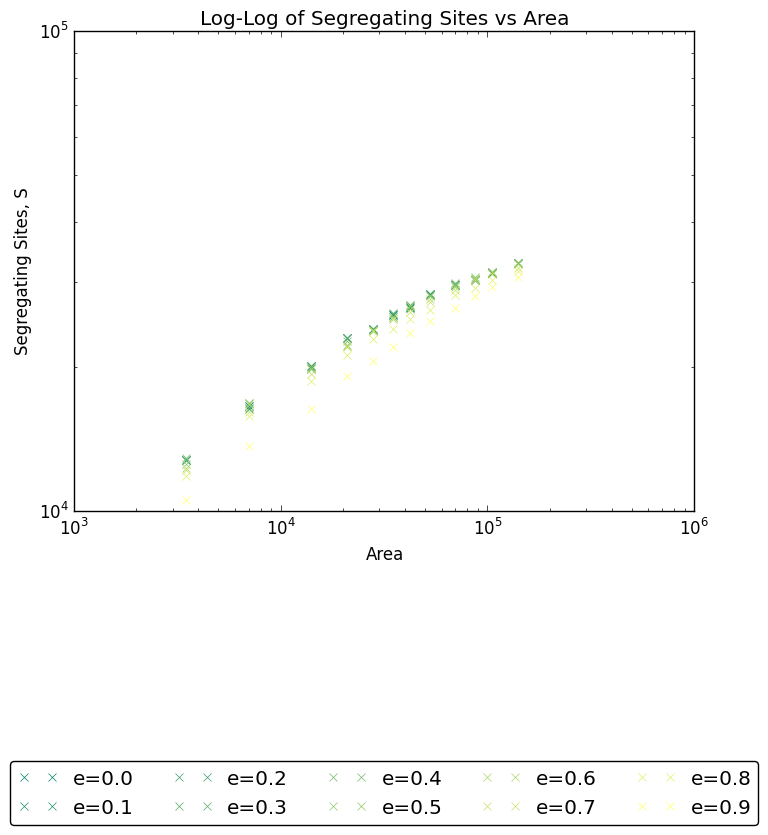 Log-Log of Segregating Sites vs Area
10^5
Segregating Sites, S
10^4
10^3 10^4 10^5 10^6
Area
e=0.0 e=0.2 e=0.4 e=0.6 e=0.8
e=0.1 e=0.3 e=0.5 e=0.7 e=0.9